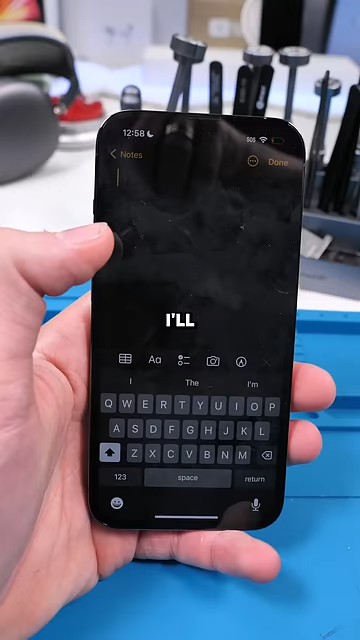 12:58 SOS
Notes Done
I'LL
Aa
I The I'm
Q W E R T Y U I O P
A S D F G H J K L
Z X C V B N M
123 space return